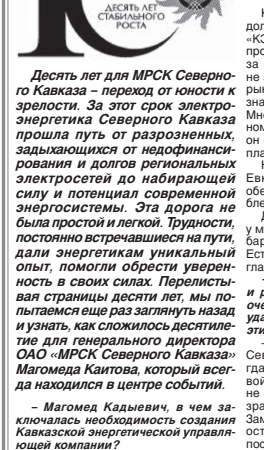 ДЕСЯТЬ ЛЕТ
СТАБИЛЬНОГО
РОСТА
Десять лет для МРСК Северно-
го Кавказа – переход от юности к
зрелости. За этот срок электро-
энергетика Северного Кавказа
прошла путь от разрозненных,
задыхающихся от недофинанси-
рования и долгов региональных
электросетей до набирающей
силу и потенциал современной
энергосистемы. Эта дорога не
была простой и легкой. Трудности,
постоянно встречавшиеся на пути,
дали энергетикам уникальный
опыт, помогли обрести уверен-
ность в своих силах. Перелисты-
вая страницы десяти лет, мы по-
пытаемся еще раз заглянуть назад
и узнать, как сложилось десятиле-
тие для генерального директора
ОАО «МРСК Северного Кавказа»
Магомеда Каитова, который всег-
да находился в центре событий.
– Магомед Кадыевич, в чем за-
ключалась необходимость создания
Кавказской энергетической управля-
ющей компании?